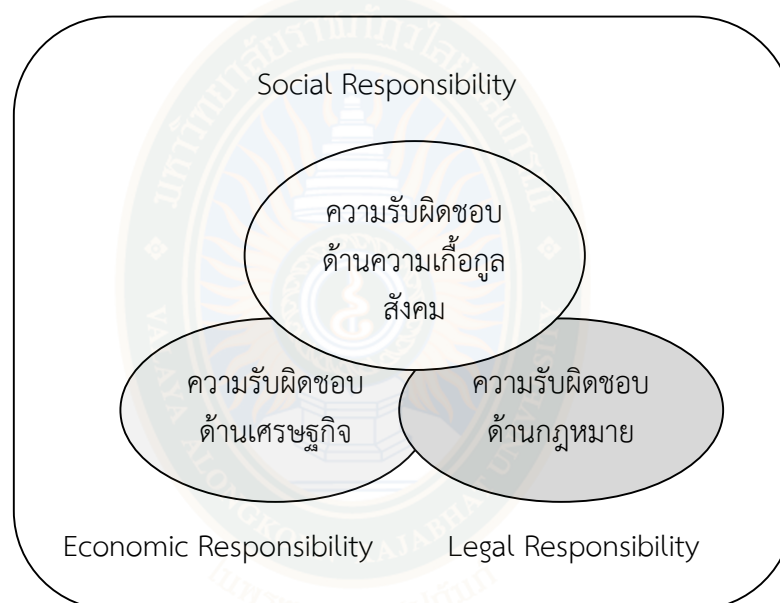 Social Responsibility
ความรับผิดชอบ
ด้านความเกื้อกูล
สังคม
ความรับผิดชอบ
ด้านเศรษฐกิจ
ความรับผิดชอบ
ด้านกฎหมาย
Economic Responsibility
Legal Responsibility